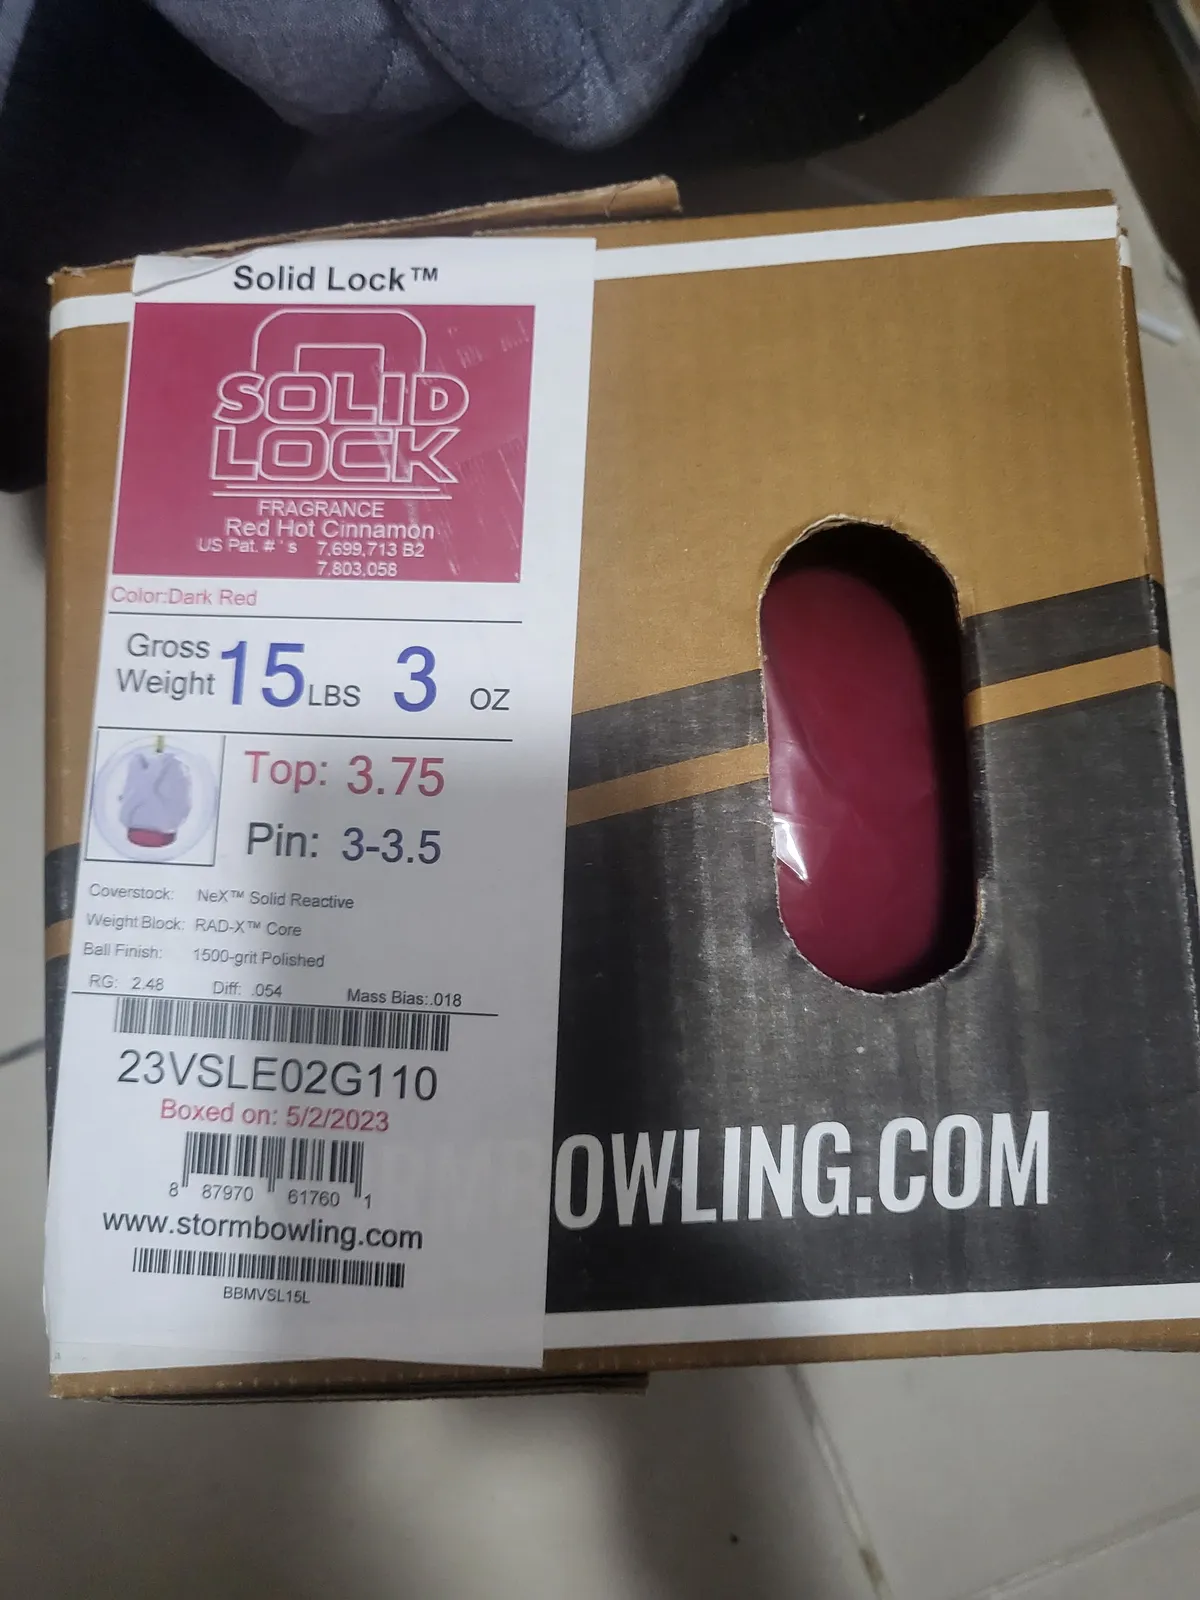 Solid Lock™
SOLID
LOCK
FRAGRANCE
Red Hot Cinnamon
US Pat. #'s 7,699,713 B2
7,803,058
Color:Dark Red
Gross
Weight 15 LBS 3 OZ
Top: 3.75
Pin: 3-3.5
Coverstock: NeX™ Solid Reactive
Weight Block: RAD-X™ Core
Ball Finish: 1500-grit Polished
RG: 2.48 Diff: .054 Mass Bias:.018
23VSLE02G110
Boxed on: 5/2/2023
8 87970 61760 1
www.stormbowling.com
BBMVSL15L
OWLING.COM